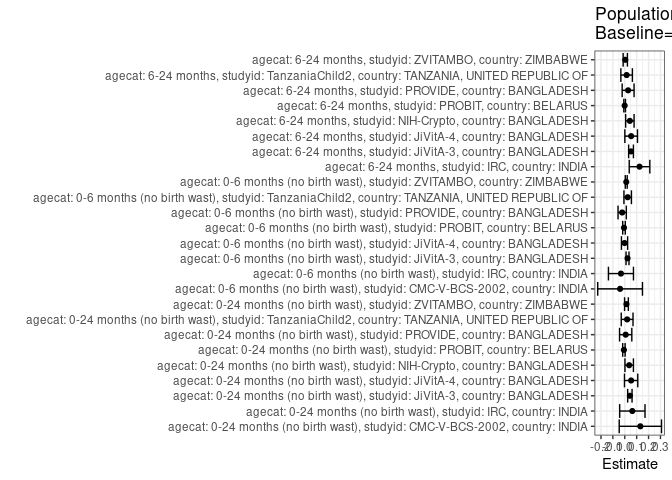 Population
Baseline=
agecat: 6-24 months, studyid: ZVITAMBO, country: ZIMBABWE
agecat: 6-24 months, studyid: TanzaniaChild2, country: TANZANIA, UNITED REPUBLIC OF
agecat: 6-24 months, studyid: PROVIDE, country: BANGLADESH
agecat: 6-24 months, studyid: PROBIT, country: BELARUS
agecat: 6-24 months, studyid: NIH-Crypto, country: BANGLADESH
agecat: 6-24 months, studyid: JiVitA-4, country: BANGLADESH
agecat: 6-24 months, studyid: JiVitA-3, country: BANGLADESH
agecat: 6-24 months, studyid: IRC, country: INDIA
agecat: 0-6 months (no birth wast), studyid: ZVITAMBO, country: ZIMBABWE
agecat: 0-6 months (no birth wast), studyid: TanzaniaChild2, country: TANZANIA, UNITED REPUBLIC OF
agecat: 0-6 months (no birth wast), studyid: PROVIDE, country: BANGLADESH
agecat: 0-6 months (no birth wast), studyid: PROBIT, country: BELARUS
agecat: 0-6 months (no birth wast), studyid: JiVitA-4, country: BANGLADESH
agecat: 0-6 months (no birth wast), studyid: JiVitA-3, country: BANGLADESH
agecat: 0-6 months (no birth wast), studyid: IRC, country: INDIA
agecat: 0-6 months (no birth wast), studyid: CMC-V-BCS-2002, country: INDIA
agecat: 0-24 months (no birth wast), studyid: ZVITAMBO, country: ZIMBABWE
agecat: 0-24 months (no birth wast), studyid: TanzaniaChild2, country: TANZANIA, UNITED REPUBLIC OF
agecat: 0-24 months (no birth wast), studyid: PROVIDE, country: BANGLADESH
agecat: 0-24 months (no birth wast), studyid: PROBIT, country: BELARUS
agecat: 0-24 months (no birth wast), studyid: NIH-Crypto, country: BANGLADESH
agecat: 0-24 months (no birth wast), studyid: JiVitA-4, country: BANGLADESH
agecat: 0-24 months (no birth wast), studyid: JiVitA-3, country: BANGLADESH
agecat: 0-24 months (no birth wast), studyid: IRC, country: INDIA
agecat: 0-24 months (no birth wast), studyid: CMC-V-BCS-2002, country: INDIA
-0.2 -0.1 0.0 0.1 0.2 0.3
Estimate